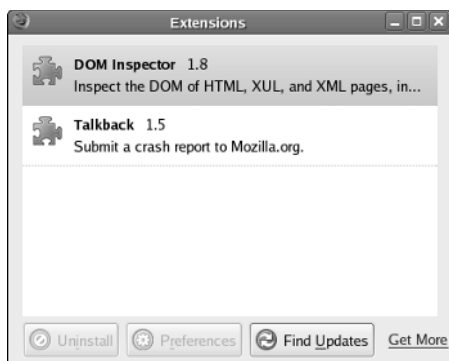 Extensions
DOM Inspector 1.8
Inspect the DOM of HTML, XUL, and XML pages, in...
Talkback 1.5
Submit a crash report to Mozilla.org.
Uninstall Preferences Find Updates Get More